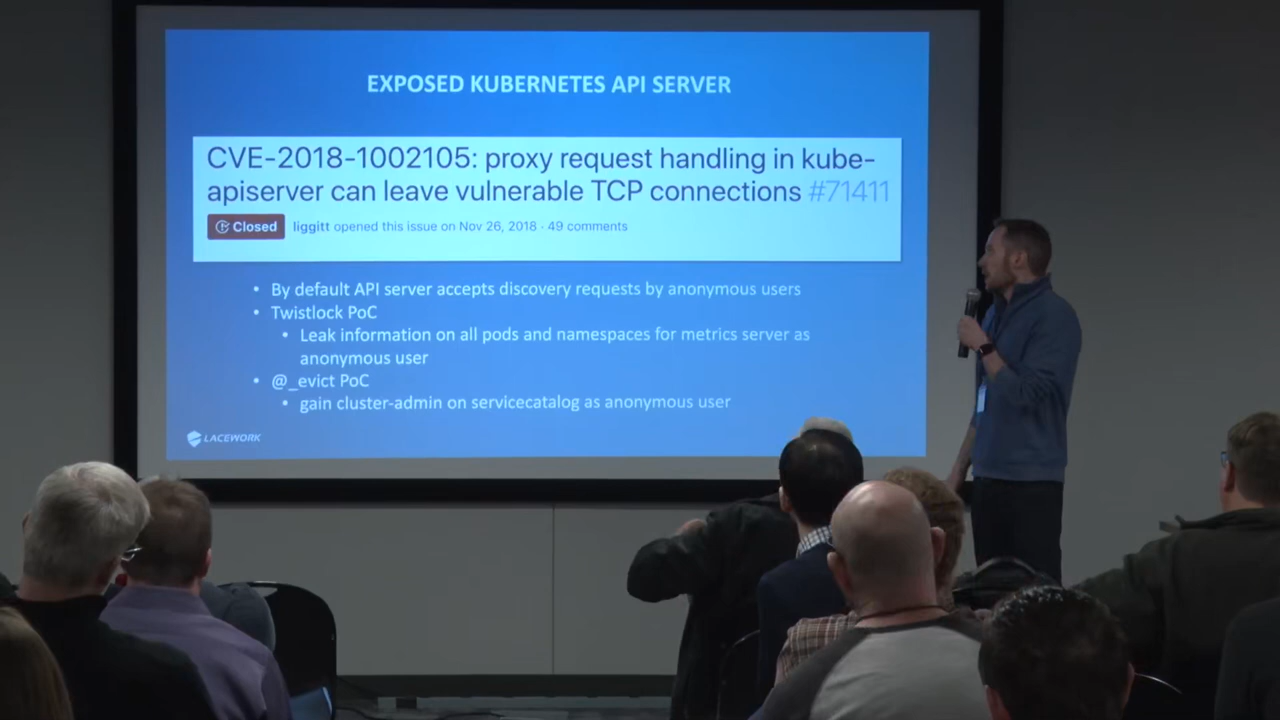 EXPOSED KUBERNETES API SERVER
CVE-2018-1002105: proxy request handling in kube-
apiserver can leave vulnerable TCP connections #71411
Closed liggitt opened this issue on Nov 26, 2018 · 49 comments
• By default API server accepts discovery requests by anonymous users
• Twistlock PoC
• Leak information on all pods and namespaces for metrics server as
anonymous user
• @_evict PoC
• gain cluster-admin on servicecatalog as anonymous user
LACEWORK